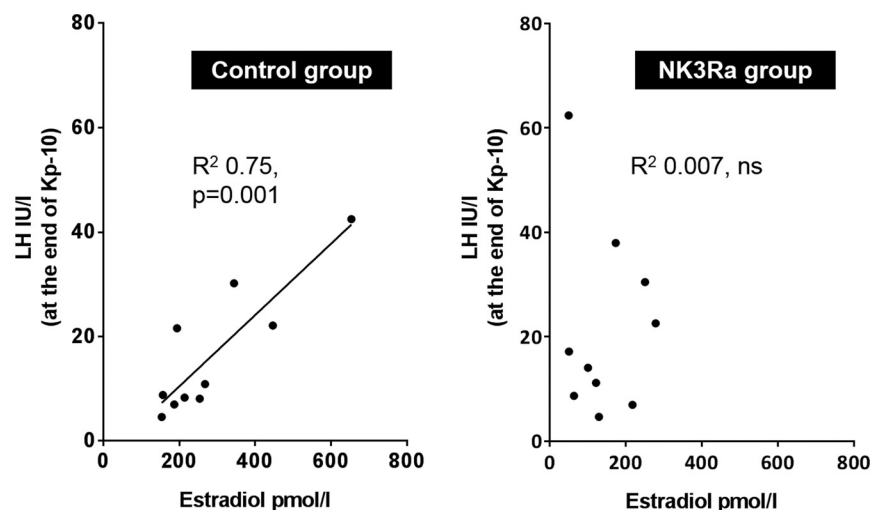 80
60
40
20
0
LH IU/l
(at the end of Kp-10)
Control group
R² 0.75,
p=0.001
0 200 400 600 800
Estradiol pmol/l
80
60
40
20
0
LH IU/l
(at the end of Kp-10)
NK3Ra group
R² 0.007, ns
0 200 400 600 800
Estradiol pmol/l